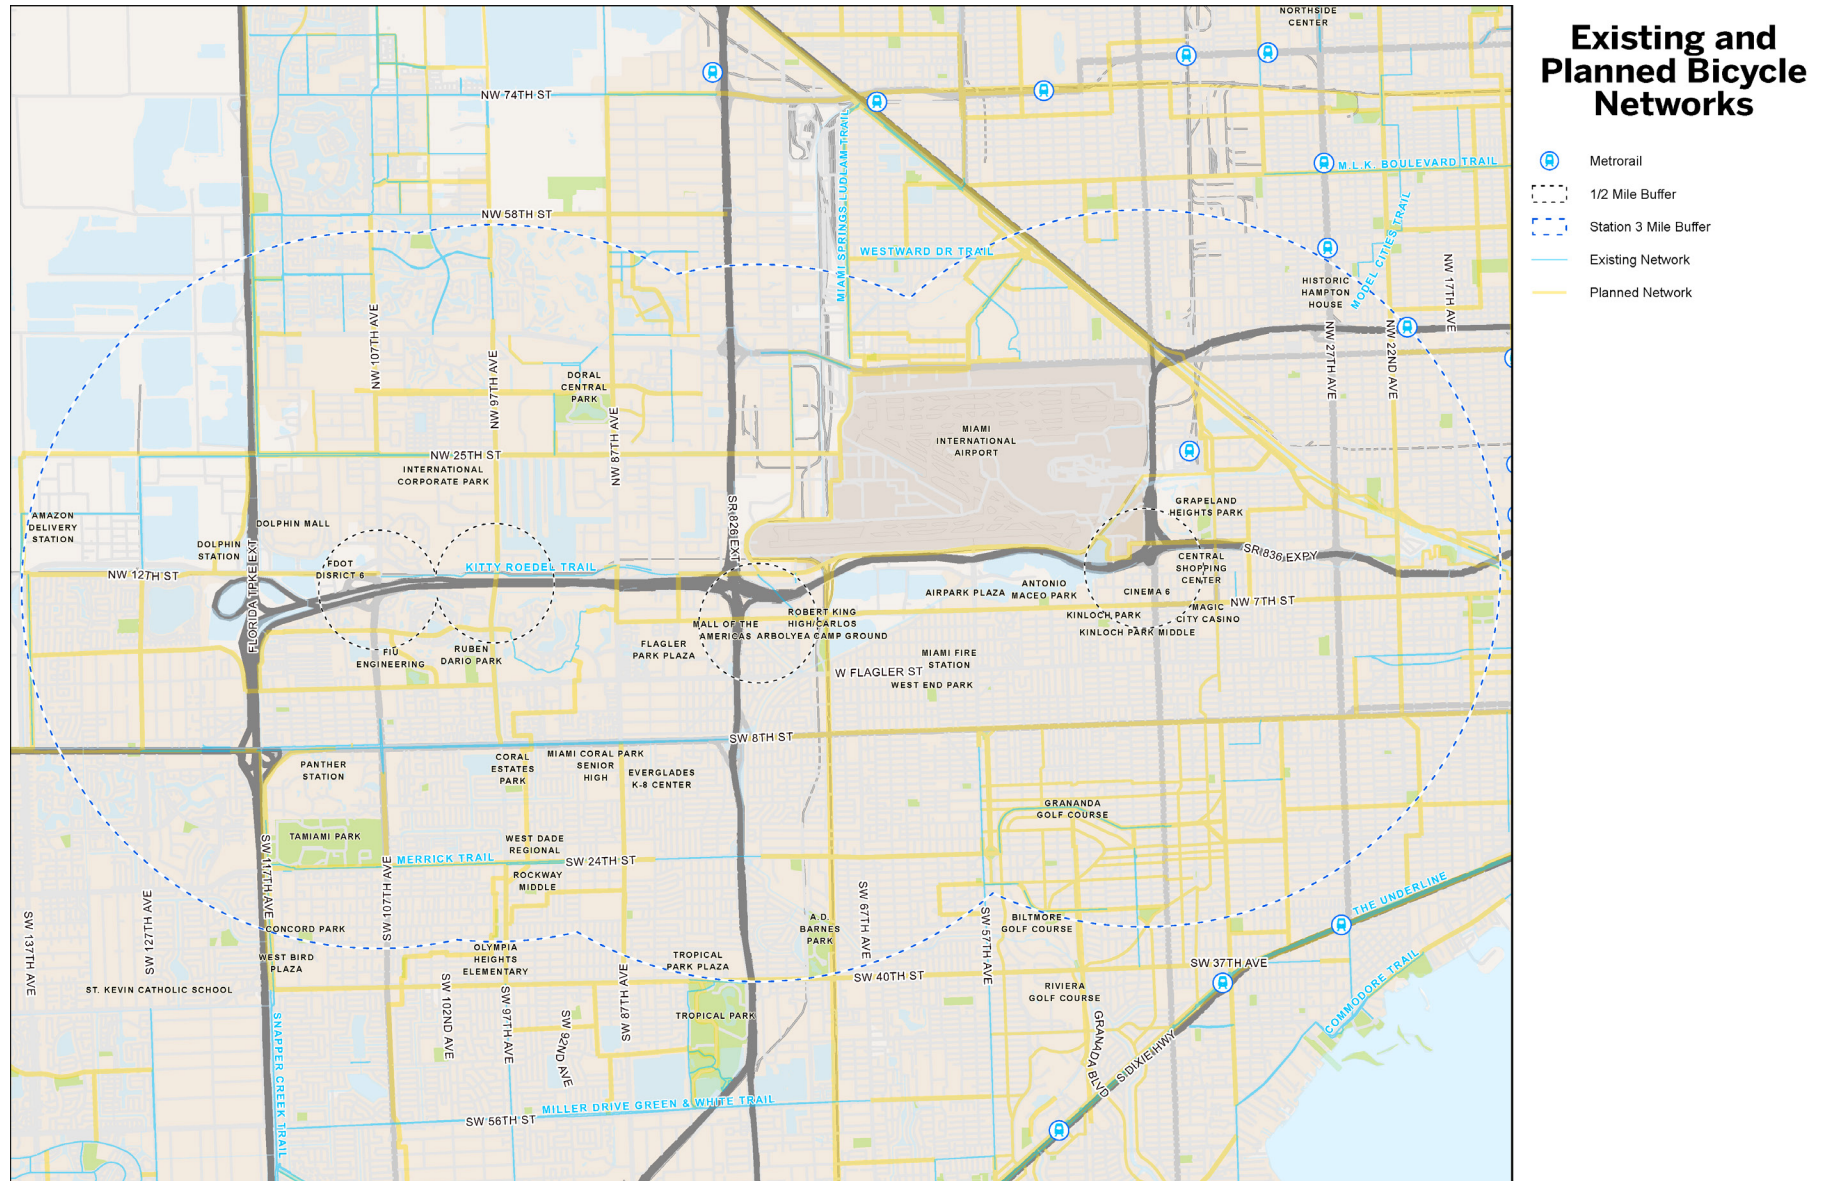 Existing and
Planned Bicycle
Networks
Metrorail
1/2 Mile Buffer
Station 3 Mile Buffer
Existing Network
Planned Network
NORTHSIDE
CENTER
NW 74TH ST
MIAMI SPRINGS LUDLAM TRAIL
M.L.K. BOULEVARD TRAIL
NW 58TH ST
WESTWARD DR TRAIL
MODEL CITIES TRAIL
HISTORIC
HAMPTON
HOUSE
NW 17TH AVE
NW 107TH AVE
NW 97TH AVE
NW 27TH AVE
NW 22ND AVE
DORAL
CENTRAL
PARK
NW 87TH AVE
MIAMI
INTERNATIONAL
AIRPORT
NW 25TH ST
INTERNATIONAL
CORPORATE PARK
AMAZON
DELIVERY
STATION
DOLPHIN MALL
SR 826 EXT
GRAPELAND
HEIGHTS PARK
DOLPHIN
STATION
FLORIDA TPKE EXT
FDOT
DISRICT 6
KITTY ROEDEL TRAIL
NW 12TH ST
SR 836 EXPY
CENTRAL
SHOPPING
CENTER
ANTONIO
MACEO PARK
AIRPARK PLAZA
CINEMA 6
NW 7TH ST
MAGIC
CITY CASINO
KINLOCH PARK
KINLOCH PARK MIDDLE
ROBERT KING
HIGH/CARLOS
ARBOLYEA CAMP GROUND
MALL OF THE
AMERICAS
FLAGLER
PARK PLAZA
FIU
ENGINEERING
RUBEN
DARIO PARK
MIAMI FIRE
STATION
W FLAGLER ST
WEST END PARK
SW 8TH ST
PANTHER
STATION
CORAL
ESTATES
PARK
MIAMI CORAL PARK
SENIOR
HIGH
EVERGLADES
K-8 CENTER
GRANANDA
GOLF COURSE
TAMIAMI PARK
WEST DADE
REGIONAL
MERRICK TRAIL
SW 24TH ST
ROCKWAY
MIDDLE
SW 117TH AVE
SW 107TH AVE
SW 137TH AVE
SW 127TH AVE
CONCORD PARK
WEST BIRD
PLAZA
OLYMPIA
HEIGHTS
ELEMENTARY
TROPICAL
PARK PLAZA
A.D.
BARNES
PARK
SW 67TH AVE
SW 57TH AVE
BILTMORE
GOLF COURSE
THE UNDERLINE
SW 37TH AVE
SW 40TH ST
COMMODORE TRAIL
ST. KEVIN CATHOLIC SCHOOL
RIVIERA
GOLF COURSE
SW 102ND AVE
SW 97TH AVE
SW 92ND AVE
SW 87TH AVE
TROPICAL PARK
GRANADA BLVD
S DIXIE HWY
SNAPPER CREEK TRAIL
MILLER DRIVE GREEN & WHITE TRAIL
SW 56TH ST